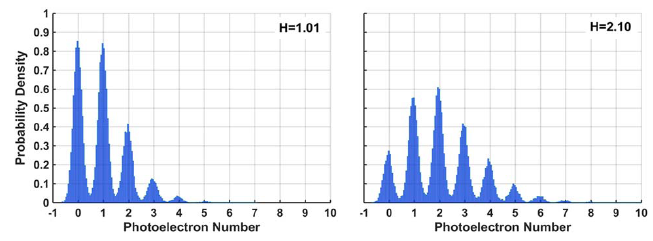 H=1.01
H=2.10
Probability Density
1
0.9
0.8
0.7
0.6
0.5
0.4
0.3
0.2
0.1
0
-1 0 1 2 3 4 5 6 7 8 9 10
-1 0 1 2 3 4 5 6 7 8 9 10
Photoelectron Number
Photoelectron Number